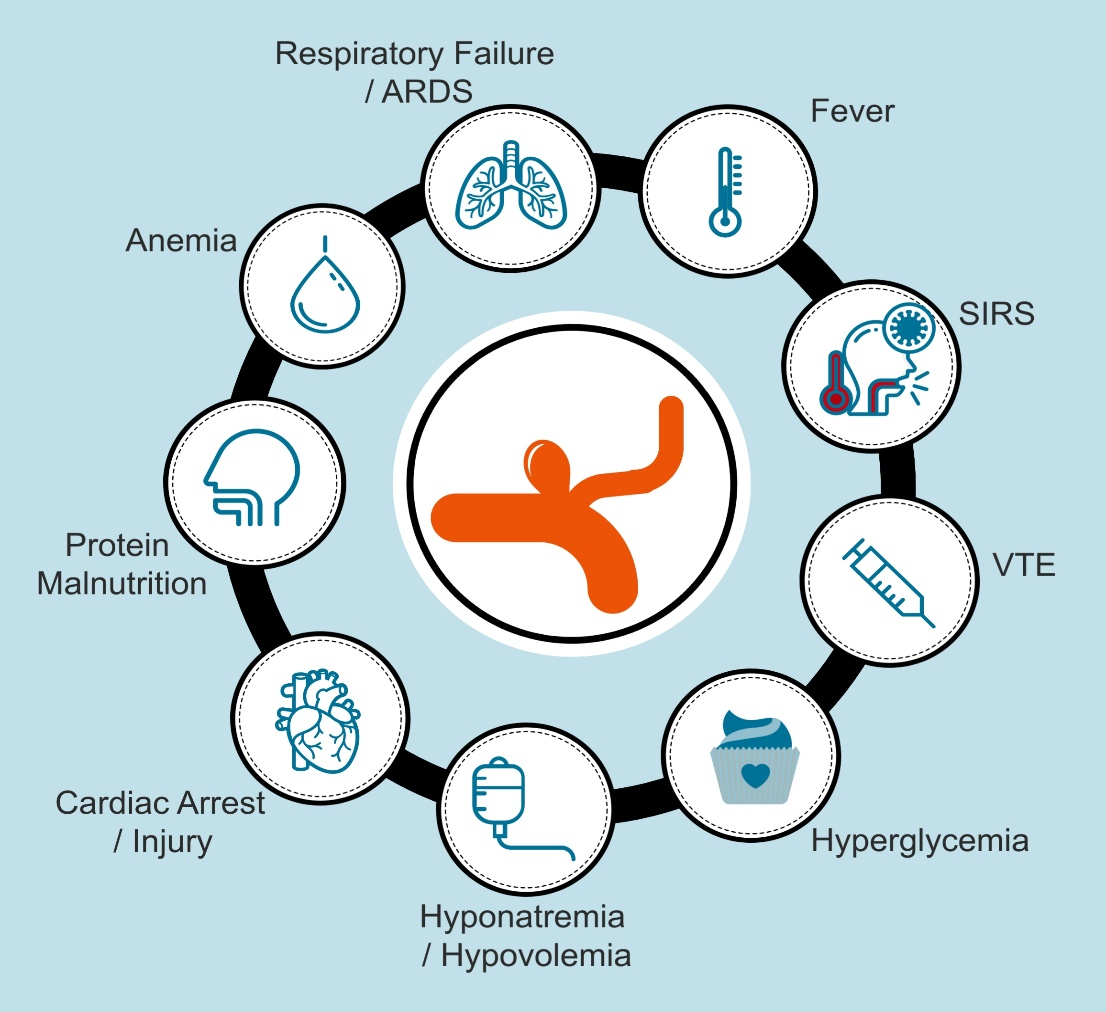 Respiratory Failure
/ ARDS
Fever
Anemia
SIRS
Protein
Malnutrition
VTE
Cardiac Arrest
/ Injury
Hyperglycemia
Hyponatremia
/ Hypovolemia